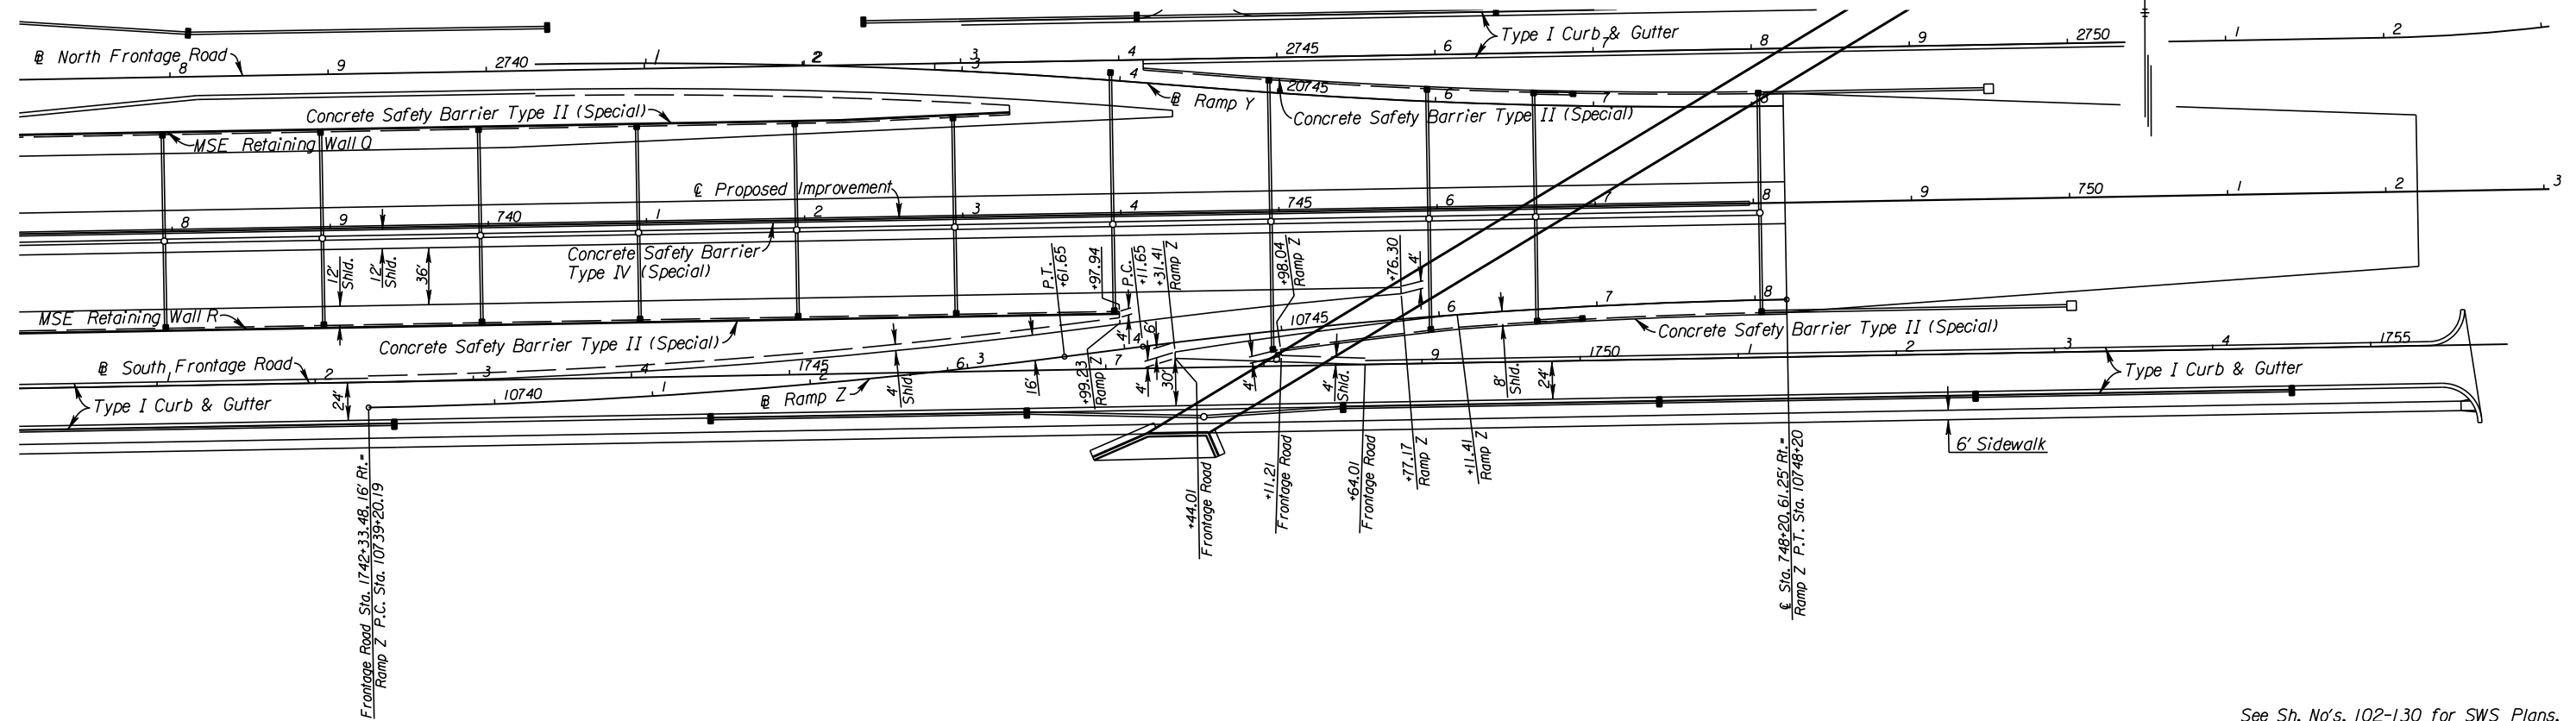 Type I Curb & Gutter
℄ North Frontage Road
8 9 2740 1 2 3 4 2745 6 7 8 9 2750 1 2
3 4 20745 6 7 8
℄ Ramp Y
Concrete Safety Barrier Type II (Special)
Concrete Safety Barrier Type II (Special)
MSE Retaining Wall Q
℄ Proposed Improvement
8 9 740 1 2 3 4 745 6 7 8 9 750 1 2 3
Concrete Safety Barrier
Type IV (Special)
12'
Shld.
12'
Shld.
36'
P.T.
+61.65
+97.94
P.C.
+11.65
+31.41
Ramp Z
+98.04
Ramp Z
+76.30
4'
MSE Retaining Wall R
Concrete Safety Barrier Type II (Special)
Concrete Safety Barrier Type II (Special)
℄ South Frontage Road
1 2 3 4 1745 6 7 8 9 1750 1 2 3 4 1755
10740 1 2 3 4 10745 6 7 8
℄ Ramp Z
Type I Curb & Gutter
Type I Curb & Gutter
24'
4'
Shld.
16'
+99.23
Ramp Z
4'
6'
4'
30'
4'
4'
Shld.
8'
Shld.
24'
6' Sidewalk
+44.01
Frontage Road
+11.21
Frontage Road
+64.01
Frontage Road
+77.17
Ramp Z
+11.41
Ramp Z
Frontage Road Sta. 1742+33.48, 16' Rt.=
Ramp Z P.C. Sta. 10739+20.19
℄ Sta. 748+20, 61.25' Rt.=
Ramp Z P.T. Sta. 10748+20
See Sh. No's. 102-130 for SWS Plans.